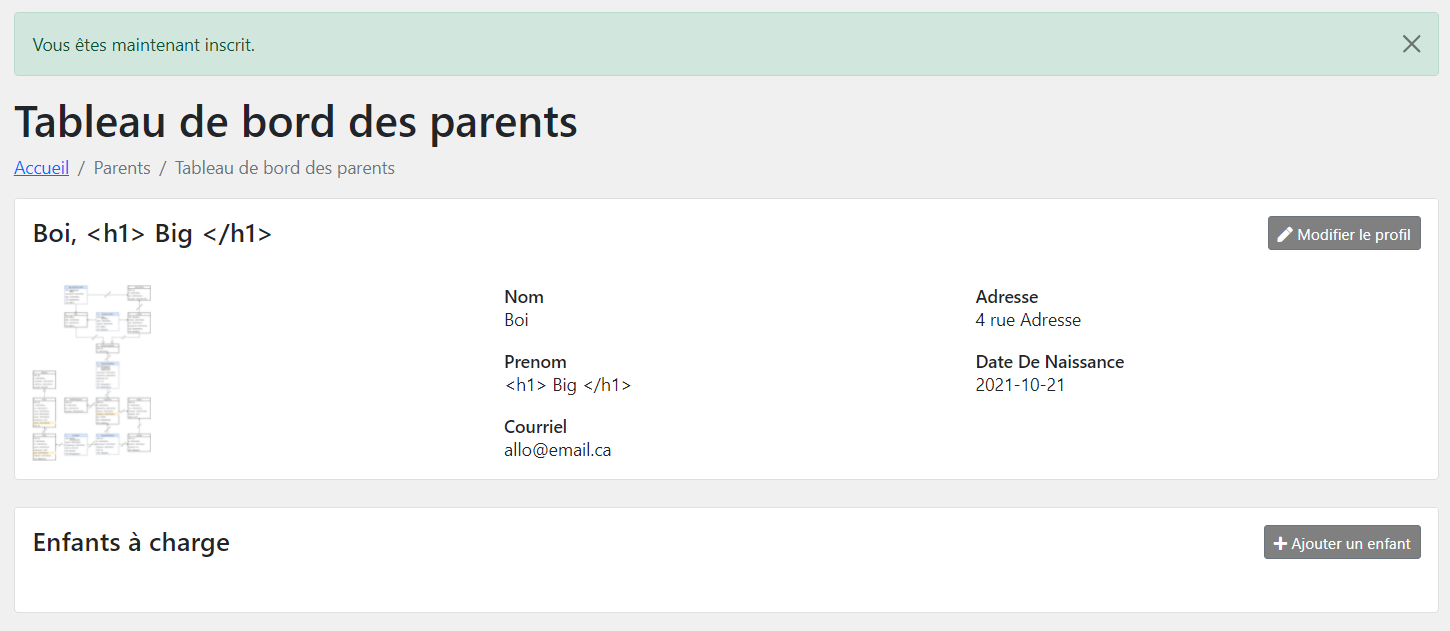 Vous êtes maintenant inscrit.
Tableau de bord des parents
Accueil / Parents / Tableau de bord des parents
Boi, <h1> Big </h1>
Modifier le profil
Nom
Boi
Prenom
<h1> Big </h1>
Courriel
allo@email.ca
Adresse
4 rue Adresse
Date De Naissance
2021-10-21
Enfants à charge
Ajouter un enfant